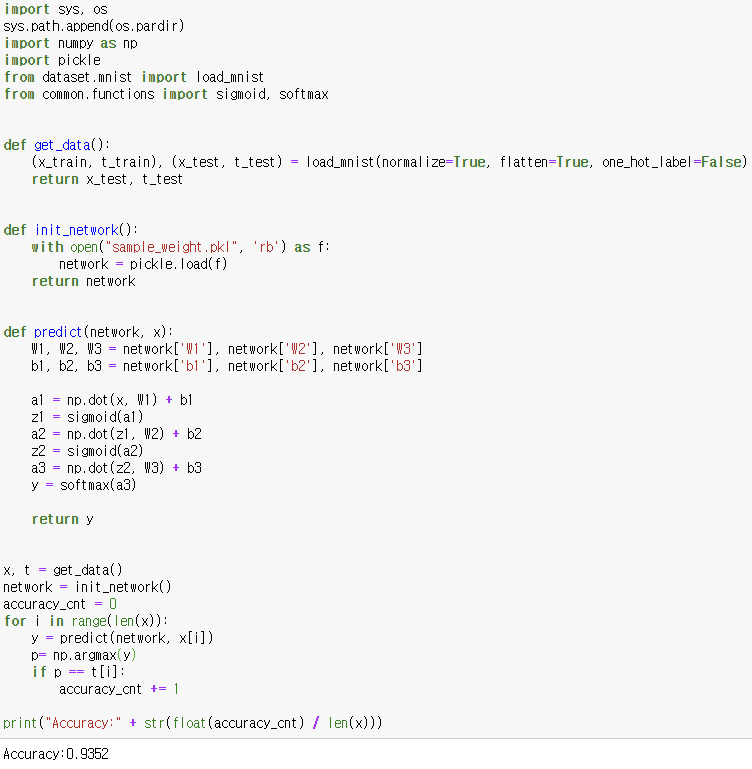 import sys, os
sys.path.append(os.pardir)
import numpy as np
import pickle
from dataset.mnist import load_mnist
from common.functions import sigmoid, softmax
def get_data():
    (x_train, t_train), (x_test, t_test) = load_mnist(normalize=True, flatten=True, one_hot_label=False)
    return x_test, t_test
def init_network():
    with open("sample_weight.pkl", 'rb') as f:
        network = pickle.load(f)
    return network
def predict(network, x):
    W1, W2, W3 = network['W1'], network['W2'], network['W3']
    b1, b2, b3 = network['b1'], network['b2'], network['b3']
    a1 = np.dot(x, W1) + b1
    z1 = sigmoid(a1)
    a2 = np.dot(z1, W2) + b2
    z2 = sigmoid(a2)
    a3 = np.dot(z2, W3) + b3
    y = softmax(a3)
    return y
x, t = get_data()
network = init_network()
accuracy_cnt = 0
for i in range(len(x)):
    y = predict(network, x[i])
    p= np.argmax(y)
    if p == t[i]:
        accuracy_cnt += 1
print("Accuracy:" + str(float(accuracy_cnt) / len(x)))
Accuracy:0.9352